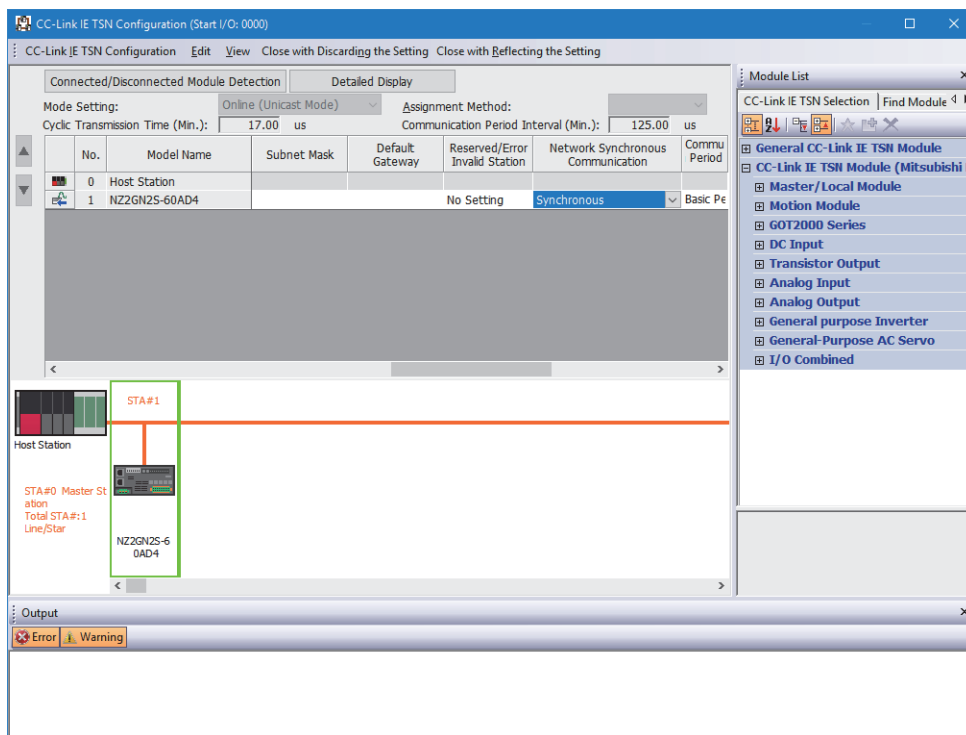 CC-Link IE TSN Configuration (Start I/O: 0000)
CC-Link IE TSN Configuration Edit View Close with Discarding the Setting Close with Reflecting the Setting
Connected/Disconnected Module Detection Detailed Display
Mode Setting: Online (Unicast Mode) Assignment Method:
Cyclic Transmission Time (Min.): 17.00 us Communication Period Interval (Min.): 125.00 us
No. Model Name Subnet Mask Default Gateway Reserved/Error Invalid Station Network Synchronous Communication Commu Period
0 Host Station
1 NZ2GN2S-60AD4 No Setting Synchronous Basic Pe
STA#1
Host Station
STA#0 Master St
ation
Total STA#:1
Line/Star
NZ2GN2S-6
0AD4
Module List
CC-Link IE TSN Selection Find Module
General CC-Link IE TSN Module
CC-Link IE TSN Module (Mitsubishi
Master/Local Module
Motion Module
GOT2000 Series
DC Input
Transistor Output
Analog Input
Analog Output
General purpose Inverter
General-Purpose AC Servo
I/O Combined
Output
Error Warning